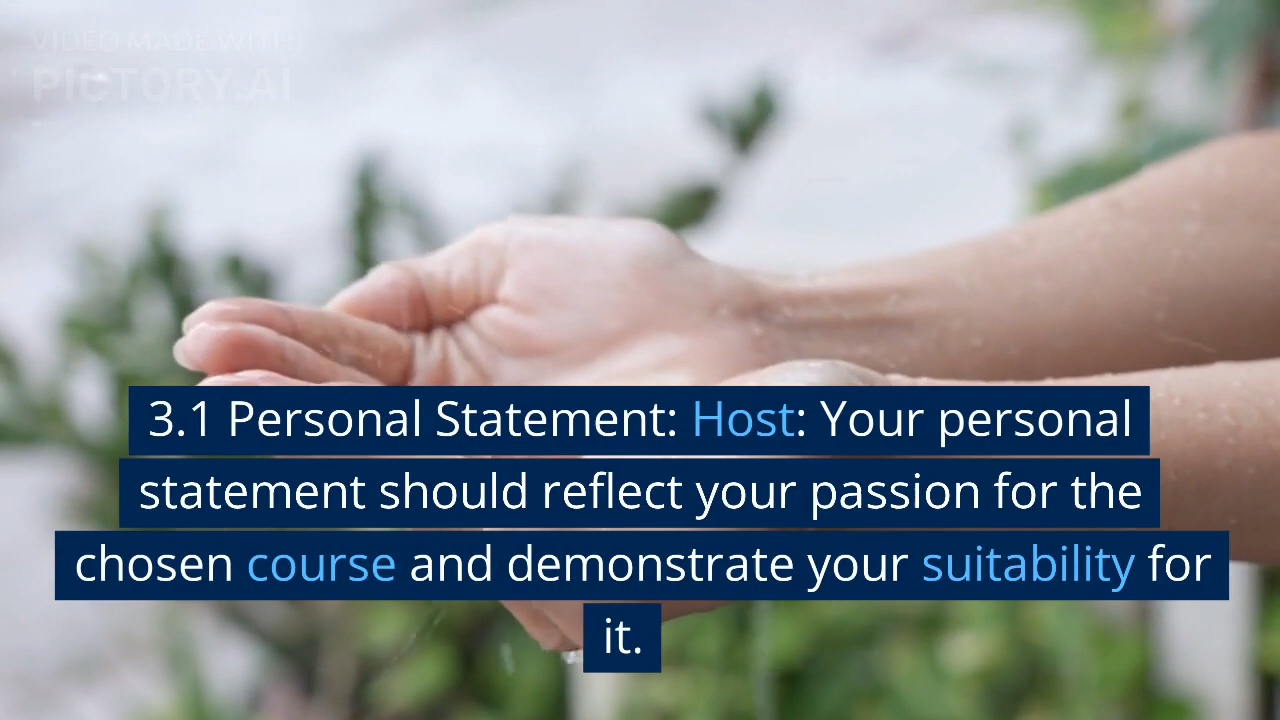 VIDEO MADE WITH
PICTORY.AI
3.1 Personal Statement: Host: Your personal
statement should reflect your passion for the
chosen course and demonstrate your suitability for
it.